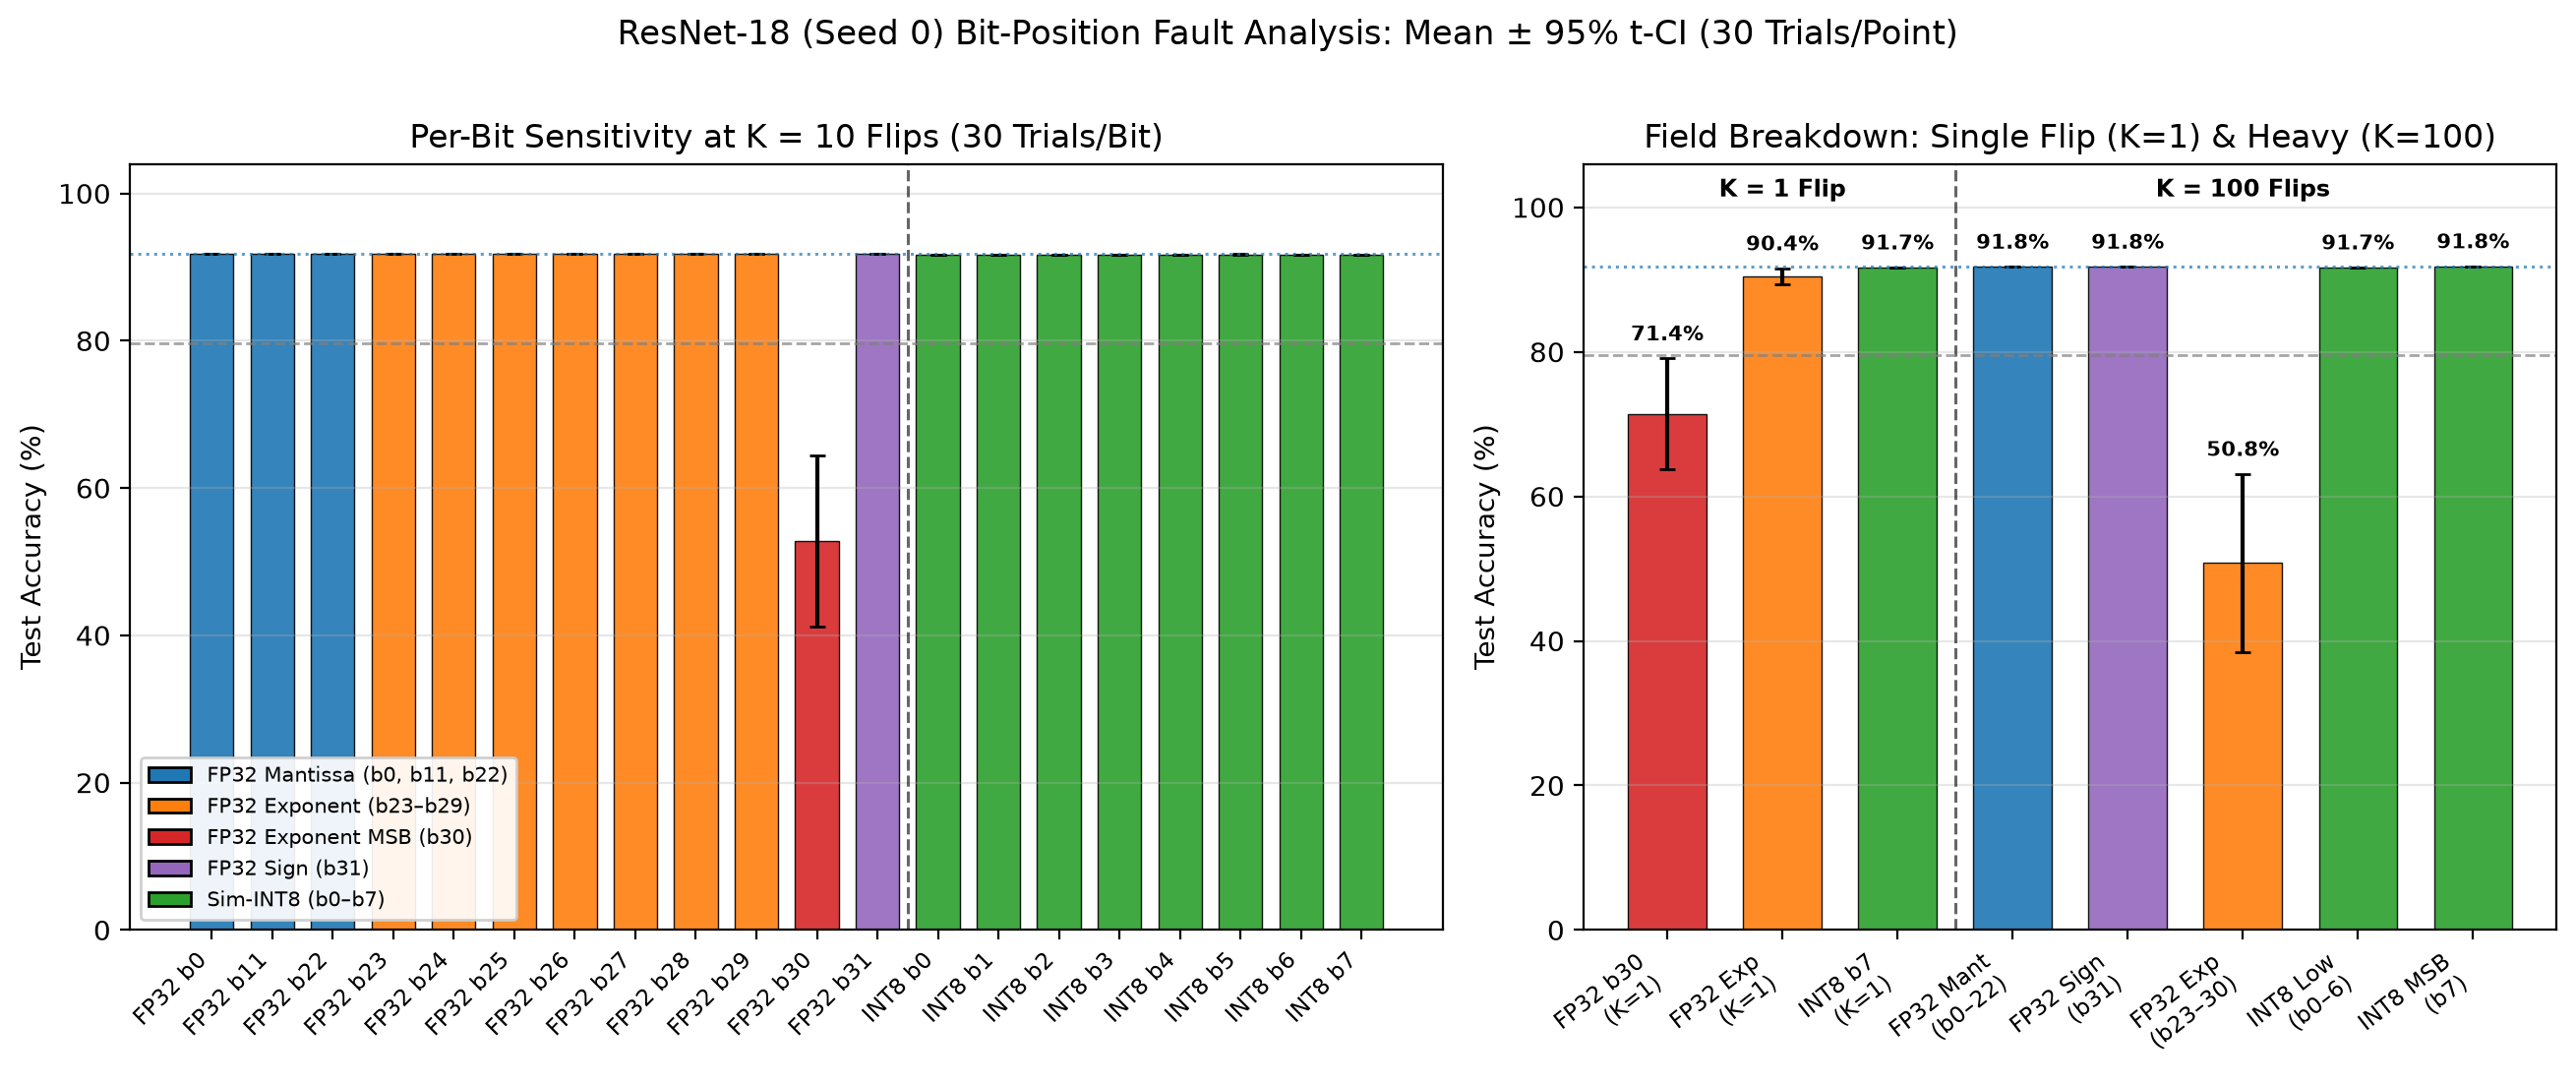 ResNet-18 (Seed 0) Bit-Position Fault Analysis: Mean ± 95% t-CI (30 Trials/Point)
Per-Bit Sensitivity at K = 10 Flips (30 Trials/Bit)
Test Accuracy (%)
100
80
60
40
20
0
FP32 Mantissa (b0, b11, b22)
FP32 Exponent (b23–b29)
FP32 Exponent MSB (b30)
FP32 Sign (b31)
Sim-INT8 (b0–b7)
FP32 b0
FP32 b11
FP32 b22
FP32 b23
FP32 b24
FP32 b25
FP32 b26
FP32 b27
FP32 b28
FP32 b29
FP32 b30
FP32 b31
INT8 b0
INT8 b1
INT8 b2
INT8 b3
INT8 b4
INT8 b5
INT8 b6
INT8 b7
Field Breakdown: Single Flip (K=1) & Heavy (K=100)
Test Accuracy (%)
100
80
60
40
20
0
K = 1 Flip
K = 100 Flips
71.4%
90.4%
91.7%
91.8%
91.8%
50.8%
91.7%
91.8%
FP32 b30
(K=1)
FP32 Exp
(K=1)
INT8 b7
(K=1)
FP32 Mant
(b0–22)
FP32 Sign
(b31)
FP32 Exp
(b23–30)
INT8 Low
(b0–6)
INT8 MSB
(b7)